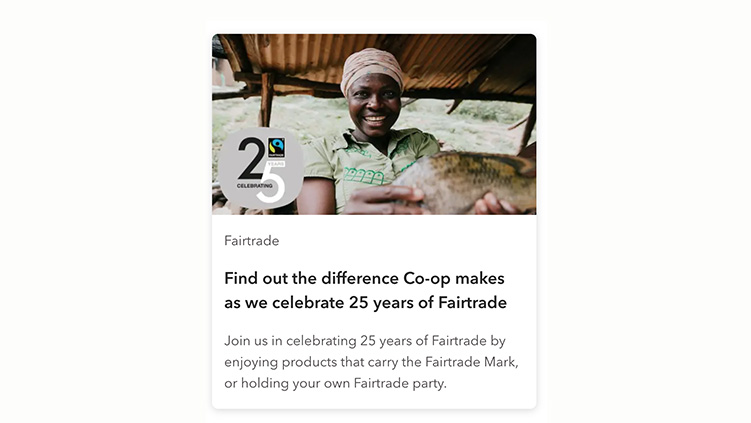 25
FAIRTRADE
YEARS
CELEBRATING
Fairtrade
Find out the difference Co-op makes
as we celebrate 25 years of Fairtrade
Join us in celebrating 25 years of Fairtrade by
enjoying products that carry the Fairtrade Mark,
or holding your own Fairtrade party.